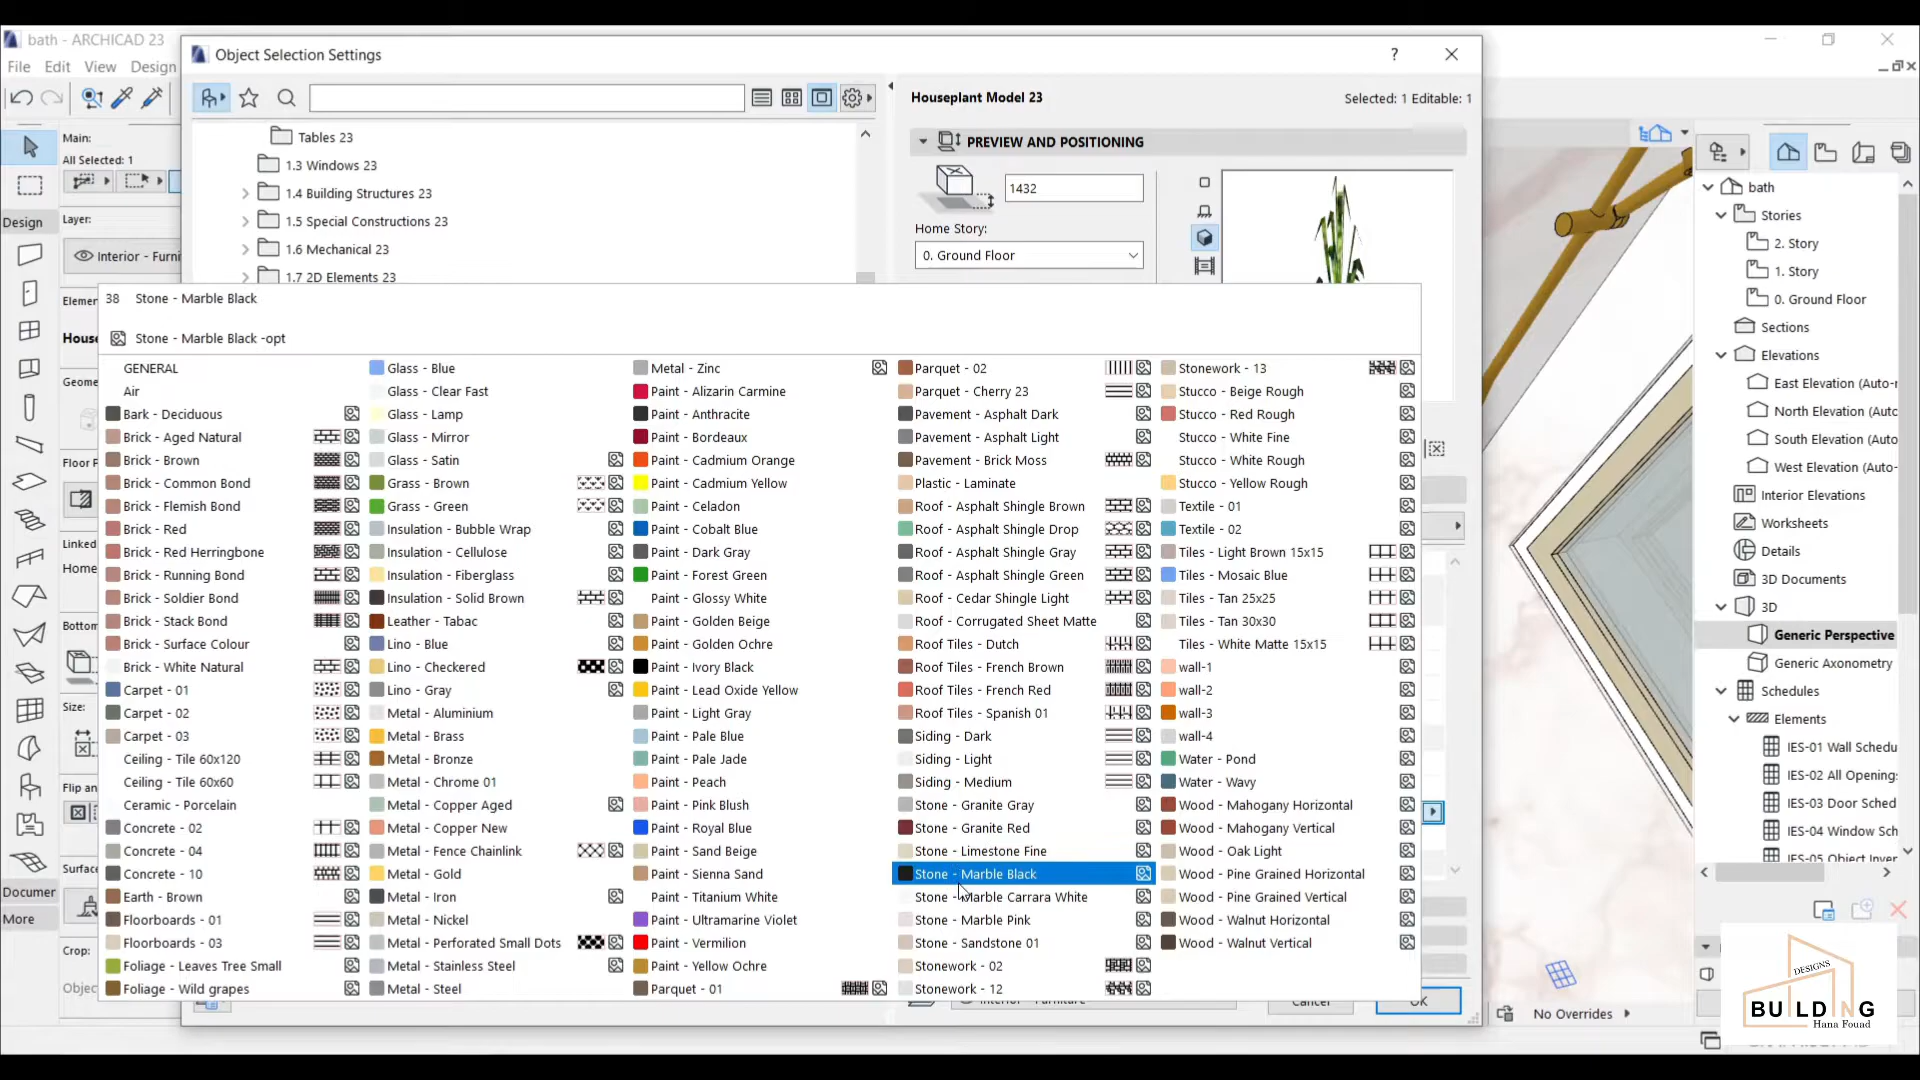 bath - ARCHICAD 23
File Edit View Design
Object Selection Settings
?
Houseplant Model 23
Selected: 1 Editable: 1
Tables 23
1.3 Windows 23
1.4 Building Structures 23
1.5 Special Constructions 23
1.6 Mechanical 23
1.7 2D Elements 23
PREVIEW AND POSITIONING
1432
Home Story:
0. Ground Floor
Main:
All Selected: 1
Layer:
Interior - Furni
Elemen
House
Geome
Floor P
Linked
Home
Bottom
Size:
Flip an
Surface
Crop:
Object
Design
Documer
More
38 Stone - Marble Black
Stone - Marble Black -opt
GENERAL
Air
Bark - Deciduous
Brick - Aged Natural
Brick - Brown
Brick - Common Bond
Brick - Flemish Bond
Brick - Red
Brick - Red Herringbone
Brick - Running Bond
Brick - Soldier Bond
Brick - Stack Bond
Brick - Surface Colour
Brick - White Natural
Carpet - 01
Carpet - 02
Carpet - 03
Ceiling - Tile 60x120
Ceiling - Tile 60x60
Ceramic - Porcelain
Concrete - 02
Concrete - 04
Concrete - 10
Earth - Brown
Floorboards - 01
Floorboards - 03
Foliage - Leaves Tree Small
Foliage - Wild grapes
Glass - Blue
Glass - Clear Fast
Glass - Lamp
Glass - Mirror
Glass - Satin
Grass - Brown
Grass - Green
Insulation - Bubble Wrap
Insulation - Cellulose
Insulation - Fiberglass
Insulation - Solid Brown
Leather - Tabac
Lino - Blue
Lino - Checkered
Lino - Gray
Metal - Aluminium
Metal - Brass
Metal - Bronze
Metal - Chrome 01
Metal - Copper Aged
Metal - Copper New
Metal - Fence Chainlink
Metal - Gold
Metal - Iron
Metal - Nickel
Metal - Perforated Small Dots
Metal - Stainless Steel
Metal - Steel
Metal - Zinc
Paint - Alizarin Carmine
Paint - Anthracite
Paint - Bordeaux
Paint - Cadmium Orange
Paint - Cadmium Yellow
Paint - Celadon
Paint - Cobalt Blue
Paint - Dark Gray
Paint - Forest Green
Paint - Glossy White
Paint - Golden Beige
Paint - Golden Ochre
Paint - Ivory Black
Paint - Lead Oxide Yellow
Paint - Light Gray
Paint - Pale Blue
Paint - Pale Jade
Paint - Peach
Paint - Pink Blush
Paint - Royal Blue
Paint - Sand Beige
Paint - Sienna Sand
Paint - Titanium White
Paint - Ultramarine Violet
Paint - Vermilion
Paint - Yellow Ochre
Parquet - 01
Parquet - 02
Parquet - Cherry 23
Pavement - Asphalt Dark
Pavement - Asphalt Light
Pavement - Brick Moss
Plastic - Laminate
Roof - Asphalt Shingle Brown
Roof - Asphalt Shingle Drop
Roof - Asphalt Shingle Gray
Roof - Asphalt Shingle Green
Roof - Cedar Shingle Light
Roof - Corrugated Sheet Matte
Roof Tiles - Dutch
Roof Tiles - French Brown
Roof Tiles - French Red
Roof Tiles - Spanish 01
Siding - Dark
Siding - Light
Siding - Medium
Stone - Granite Gray
Stone - Granite Red
Stone - Limestone Fine
Stone - Marble Black
Stone - Marble Carrara White
Stone - Marble Pink
Stone - Sandstone 01
Stonework - 02
Stonework - 12
Stonework - 13
Stucco - Beige Rough
Stucco - Red Rough
Stucco - White Fine
Stucco - White Rough
Stucco - Yellow Rough
Textile - 01
Textile - 02
Tiles - Light Brown 15x15
Tiles - Mosaic Blue
Tiles - Tan 25x25
Tiles - Tan 30x30
Tiles - White Matte 15x15
wall-1
wall-2
wall-3
wall-4
Water - Pond
Water - Wavy
Wood - Mahogany Horizontal
Wood - Mahogany Vertical
Wood - Oak Light
Wood - Pine Grained Horizontal
Wood - Pine Grained Vertical
Wood - Walnut Horizontal
Wood - Walnut Vertical
Interior - Furniture
Cancel
OK
bath
Stories
2. Story
1. Story
0. Ground Floor
Sections
Elevations
East Elevation (Auto-r
North Elevation (Autc
South Elevation (Auto
West Elevation (Auto-
Interior Elevations
Worksheets
Details
3D Documents
3D
Generic Perspective
Generic Axonometry
Schedules
Elements
IES-01 Wall Schedu
IES-02 All Opening:
IES-03 Door Sched
IES-04 Window Sch
IES-05 Object Inver
No Overrides
DESIGNS
BUILDING
Hana Fouad